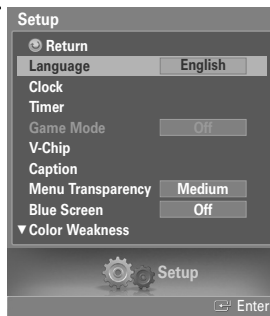 Setup
Return
Language English
Clock
Timer
Game Mode Off
V-Chip
Caption
Menu Transparency Medium
Blue Screen Off
▼ Color Weakness
Setup
Enter